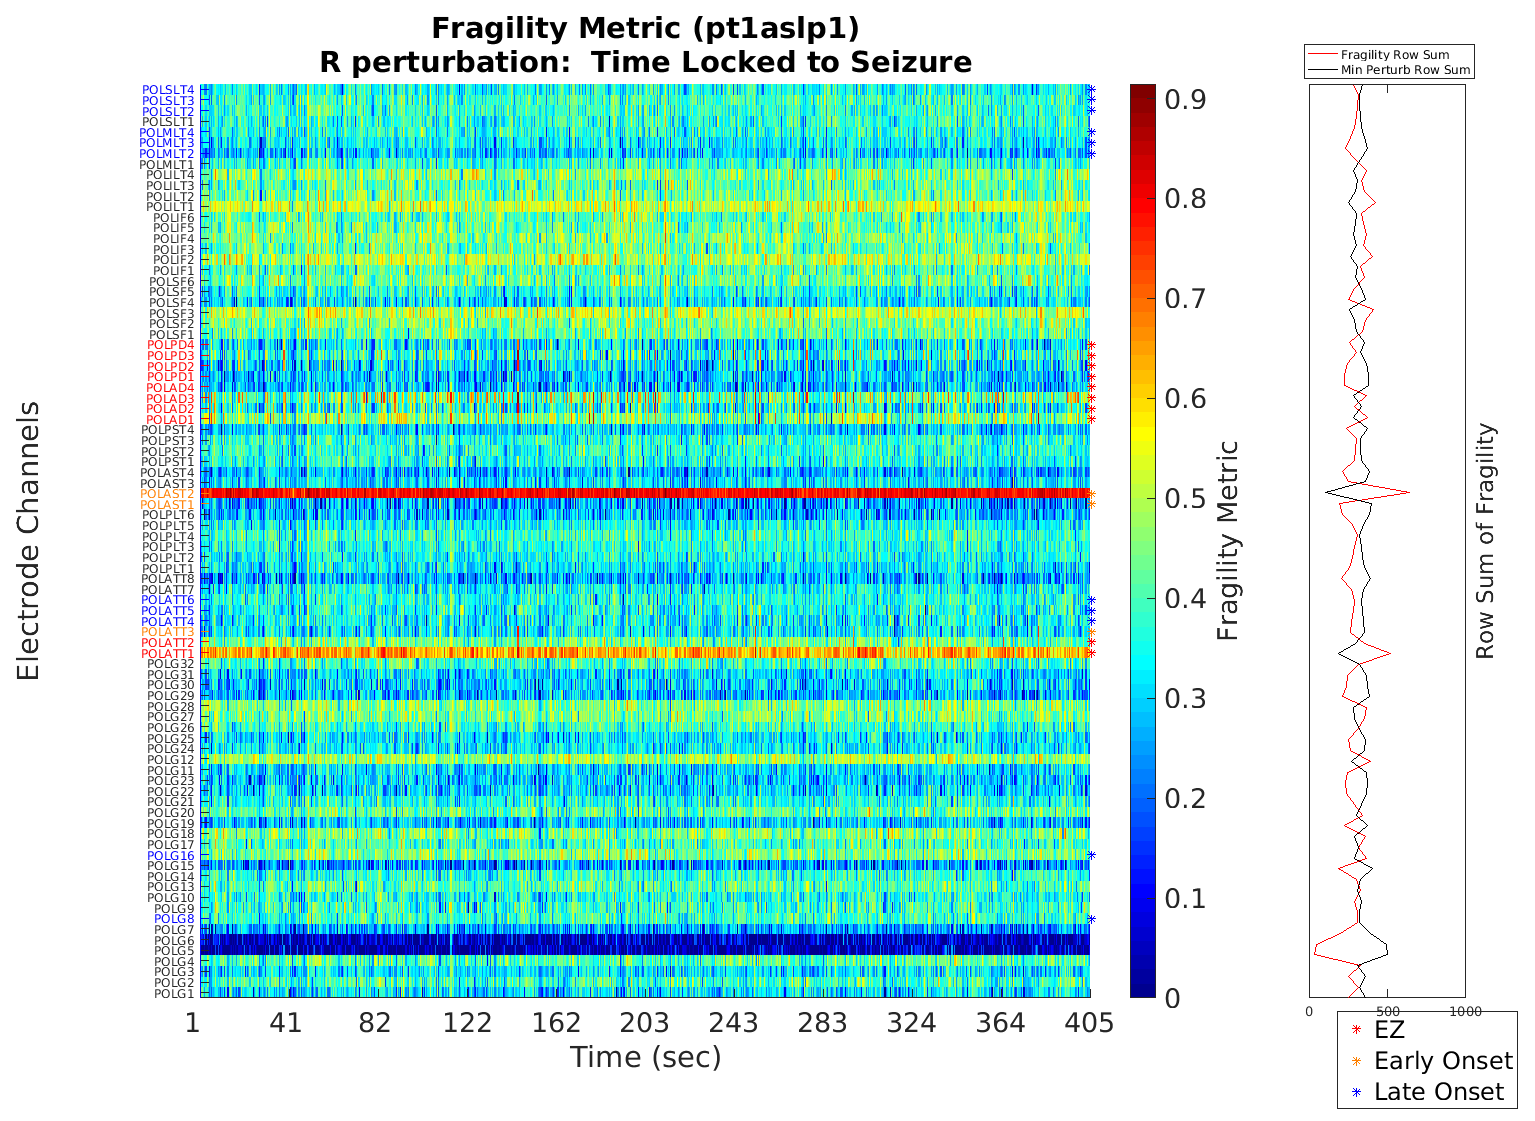 Fragility Metric (pt1aslp1)
R perturbation:  Time Locked to Seizure
Electrode Channels
POLSLT4
POLSLT3
POLSLT2
POLSLT1
POLMLT4
POLMLT3
POLMLT2
POLMLT1
POLILT4
POLILT3
POLILT2
POLILT1
POLIF6
POLIF5
POLIF4
POLIF3
POLIF2
POLIF1
POLSF6
POLSF5
POLSF4
POLSF3
POLSF2
POLSF1
POLPD4
POLPD3
POLPD2
POLPD1
POLAD4
POLAD3
POLAD2
POLAD1
POLPST4
POLPST3
POLPST2
POLPST1
POLAST4
POLAST3
POLAST2
POLAST1
POLPLT6
POLPLT5
POLPLT4
POLPLT3
POLPLT2
POLPLT1
POLATT8
POLATT7
POLATT6
POLATT5
POLATT4
POLATT3
POLATT2
POLATT1
POLG32
POLG31
POLG30
POLG29
POLG28
POLG27
POLG26
POLG25
POLG24
POLG12
POLG11
POLG23
POLG22
POLG21
POLG20
POLG19
POLG18
POLG17
POLG16
POLG15
POLG14
POLG13
POLG10
POLG9
POLG8
POLG7
POLG6
POLG5
POLG4
POLG3
POLG2
POLG1
1 41 82 122 162 203 243 283 324 364 405
Time (sec)
0.9
0.8
0.7
0.6
0.5
0.4
0.3
0.2
0.1
0
Fragility Metric
Fragility Row Sum
Min Perturb Row Sum
0 500 1000
Row Sum of Fragility
EZ
Early Onset
Late Onset